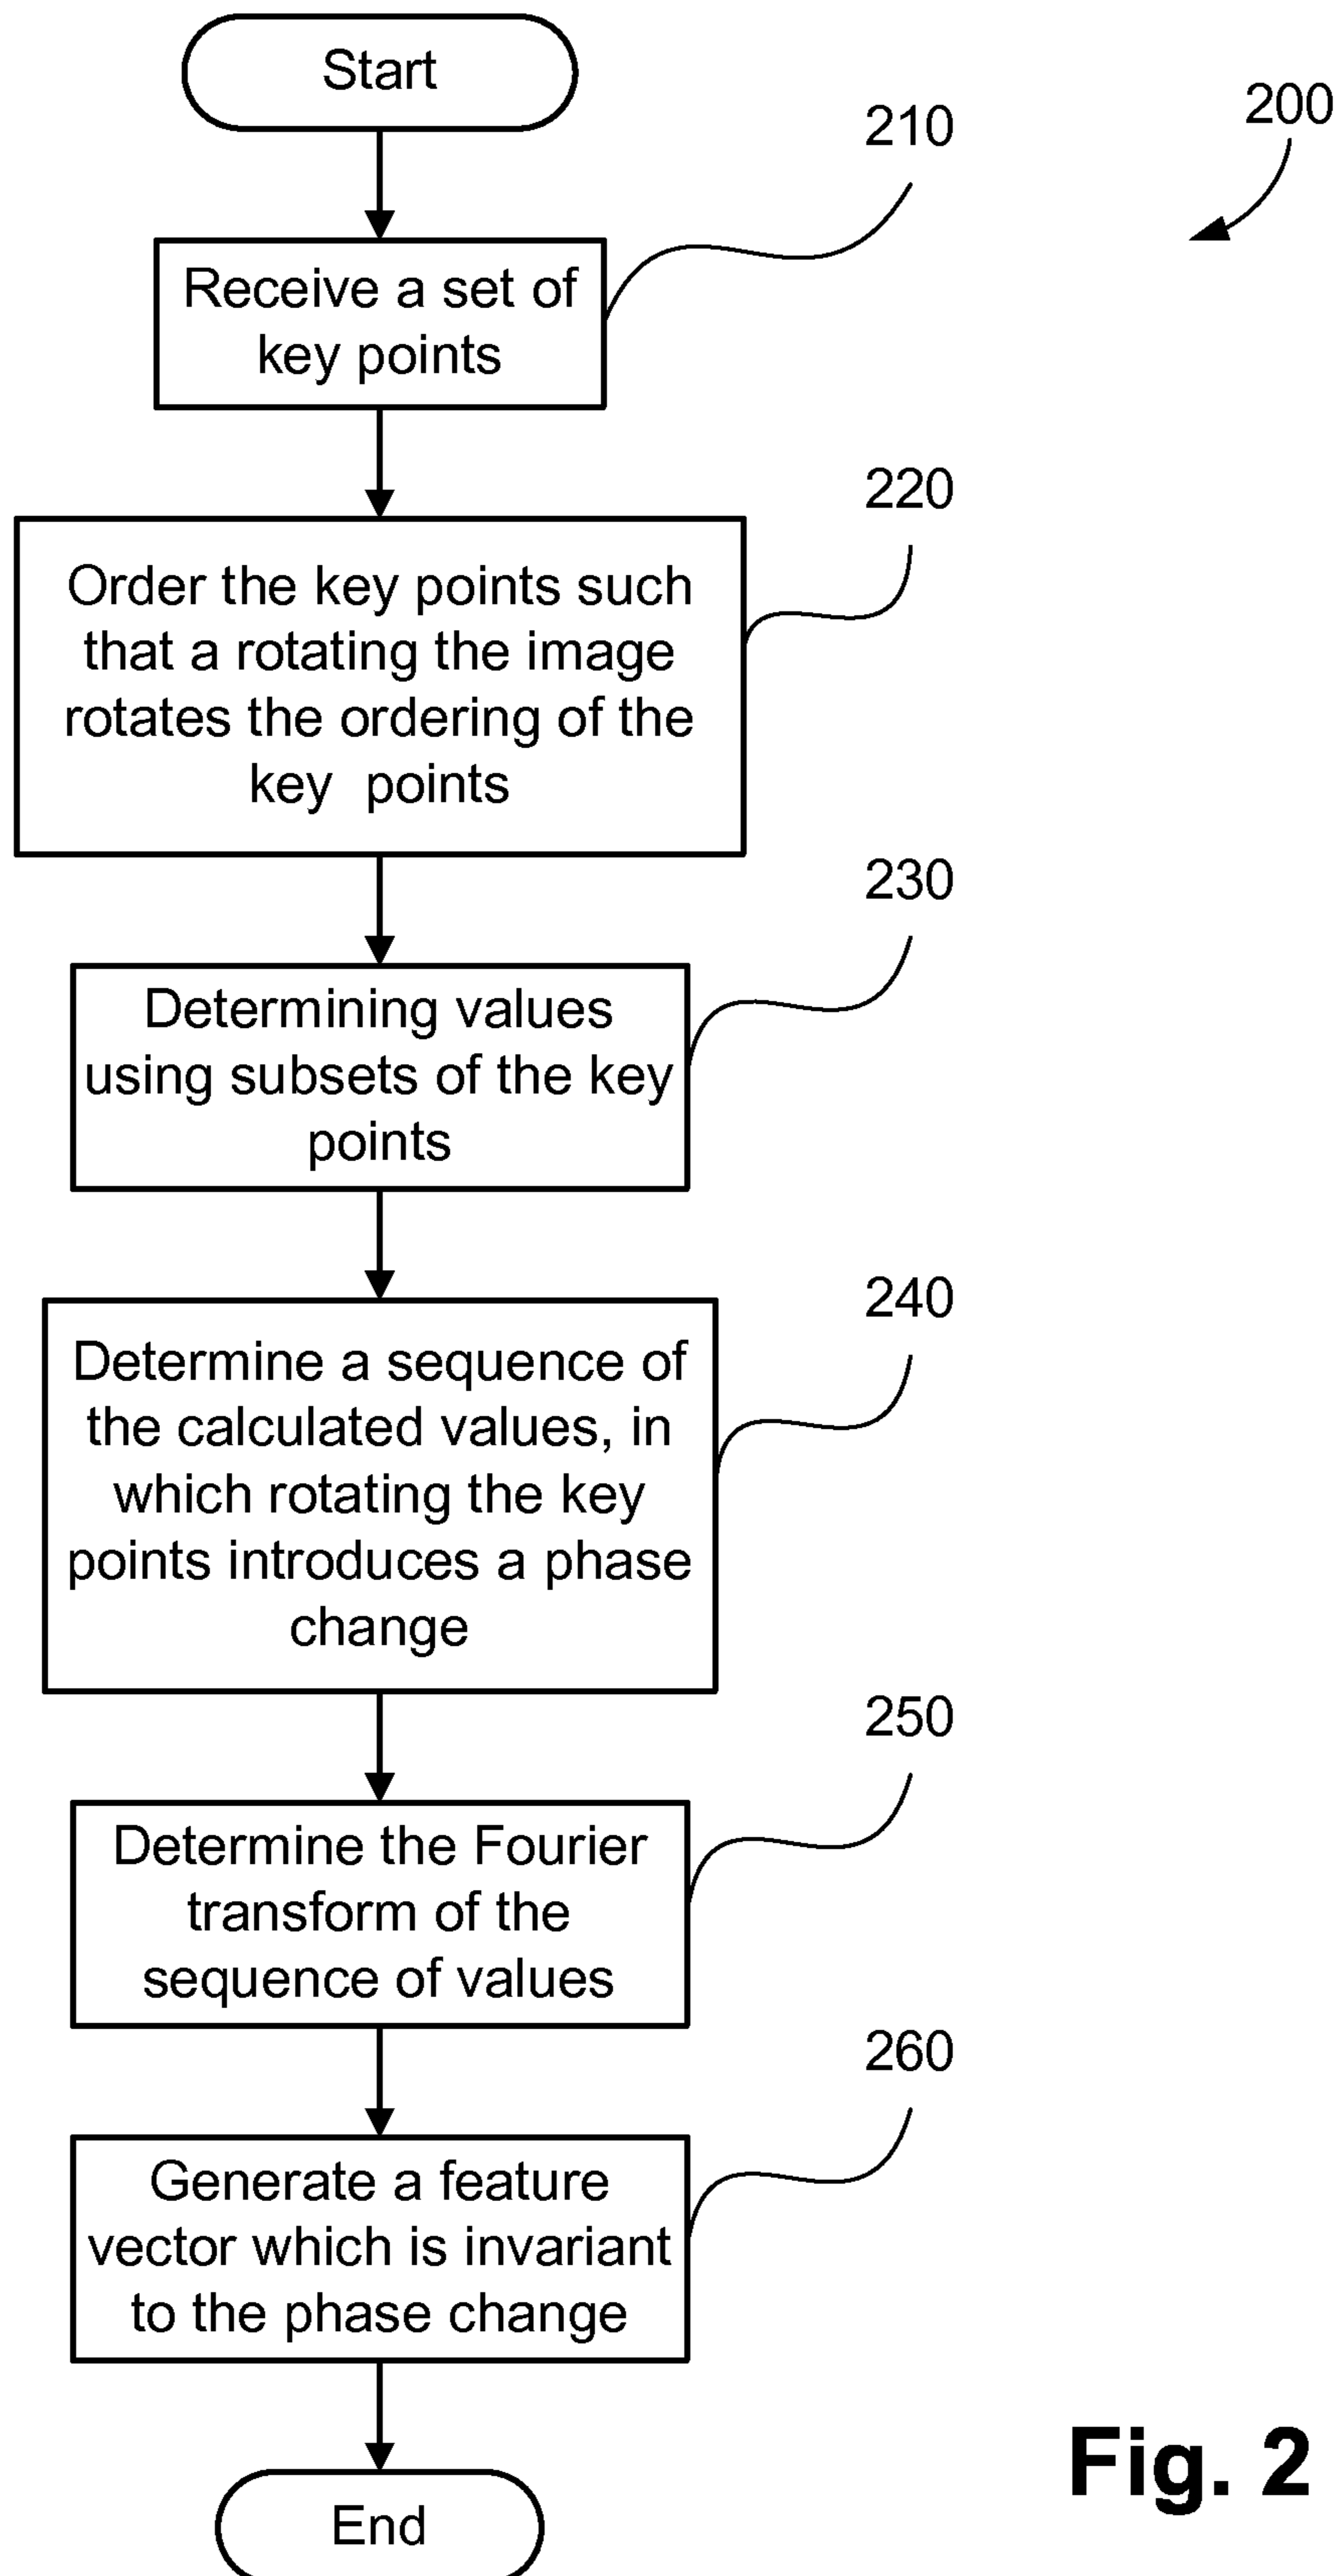 Start
210
200
Receive a set of
key points
220
Order the key points such
that a rotating the image
rotates the ordering of the
key points
230
Determining values
using subsets of the key
points
240
Determine a sequence of
the calculated values, in
which rotating the key
points introduces a phase
change
250
Determine the Fourier
transform of the
sequence of values
260
Generate a feature
vector which is invariant
to the phase change
End
Fig. 2